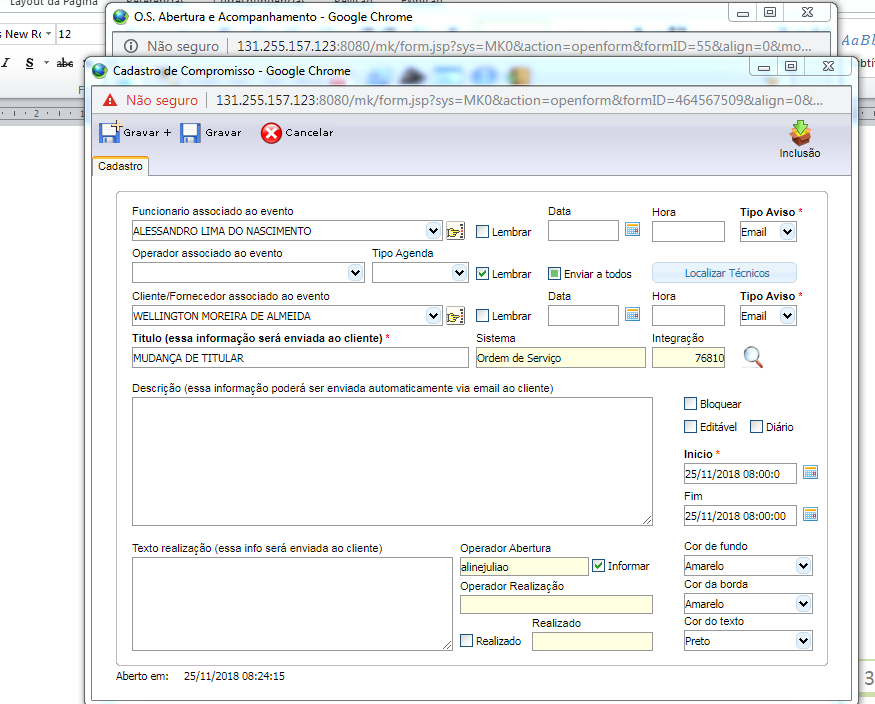 Layout da Página
O.S. Abertura e Acompanhamento - Google Chrome
s New Ro
12
Não seguro
131.255.157.123:8080/mk/form.jsp?sys=MK0&action=openform&formID=55&align=0&mo...
I S abc
Cadastro de Compromisso - Google Chrome
Não seguro
131.255.157.123:8080/mk/form.jsp?sys=MK0&action=openform&formID=464567509&align=0&...
Gravar +
Gravar
Cancelar
Inclusão
Cadastro
Funcionario associado ao evento
Data
Hora
Tipo Aviso *
ALESSANDRO LIMA DO NASCIMENTO
Lembrar
Email
Operador associado ao evento
Tipo Agenda
Lembrar
Enviar a todos
Localizar Técnicos
Cliente/Fornecedor associado ao evento
Data
Hora
Tipo Aviso *
WELLINGTON MOREIRA DE ALMEIDA
Lembrar
Email
Titulo (essa informação será enviada ao cliente) *
Sistema
Integração
MUDANÇA DE TITULAR
Ordem de Serviço
76810
Descrição (essa informação poderá ser enviada automaticamente via email ao cliente)
Bloquear
Editável
Diário
Inicio *
25/11/2018 08:00:0
Fim
25/11/2018 08:00:00
Texto realização (essa info será enviada ao cliente)
Operador Abertura
Cor de fundo
alinejuliao
Informar
Amarelo
Operador Realização
Cor da borda
Amarelo
Realizado
Cor do texto
Realizado
Preto
Aberto em: 25/11/2018 08:24:15
3